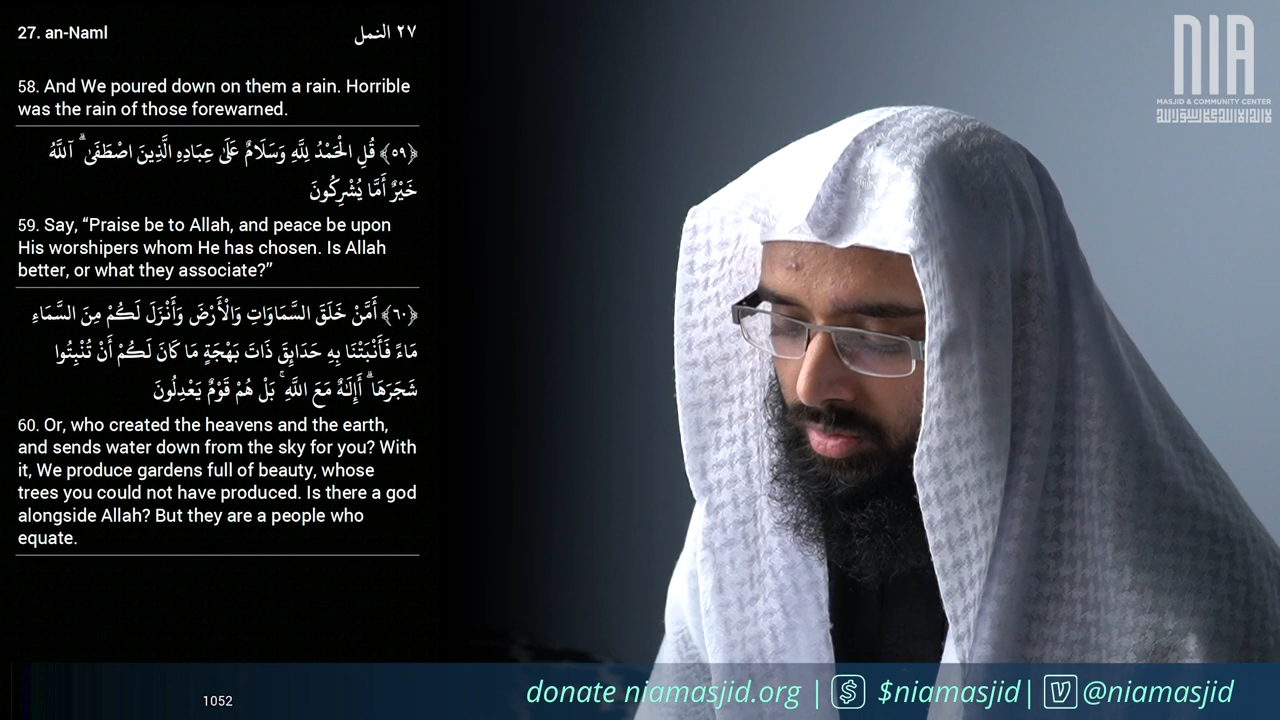 27. an-Naml
٢٧ النمل
58. And We poured down on them a rain. Horrible
was the rain of those forewarned.
﴿٥٩﴾ قُلِ الْحَمْدُ لِلَّهِ وَسَلَامٌ عَلَىٰ عِبَادِهِ الَّذِينَ اصْطَفَىٰ ۗ آللَّهُ
خَيْرٌ أَمَّا يُشْرِكُونَ
59. Say, “Praise be to Allah, and peace be upon
His worshipers whom He has chosen. Is Allah
better, or what they associate?”
﴿٦٠﴾ أَمَّنْ خَلَقَ السَّمَاوَاتِ وَالْأَرْضَ وَأَنْزَلَ لَكُمْ مِنَ السَّمَاءِ
مَاءً فَأَنْبَتْنَا بِهِ حَدَائِقَ ذَاتَ بَهْجَةٍ مَا كَانَ لَكُمْ أَنْ تُنْبِتُوا
شَجَرَهَا ۗ أَإِلَٰهٌ مَعَ اللَّهِ ۚ بَلْ هُمْ قَوْمٌ يَعْدِلُونَ
60. Or, who created the heavens and the earth,
and sends water down from the sky for you? With
it, We produce gardens full of beauty, whose
trees you could not have produced. Is there a god
alongside Allah? But they are a people who
equate.
NIA
MASJID & COMMUNITY CENTER
1052
donate niamasjid.org | $ $niamasjid | V @niamasjid